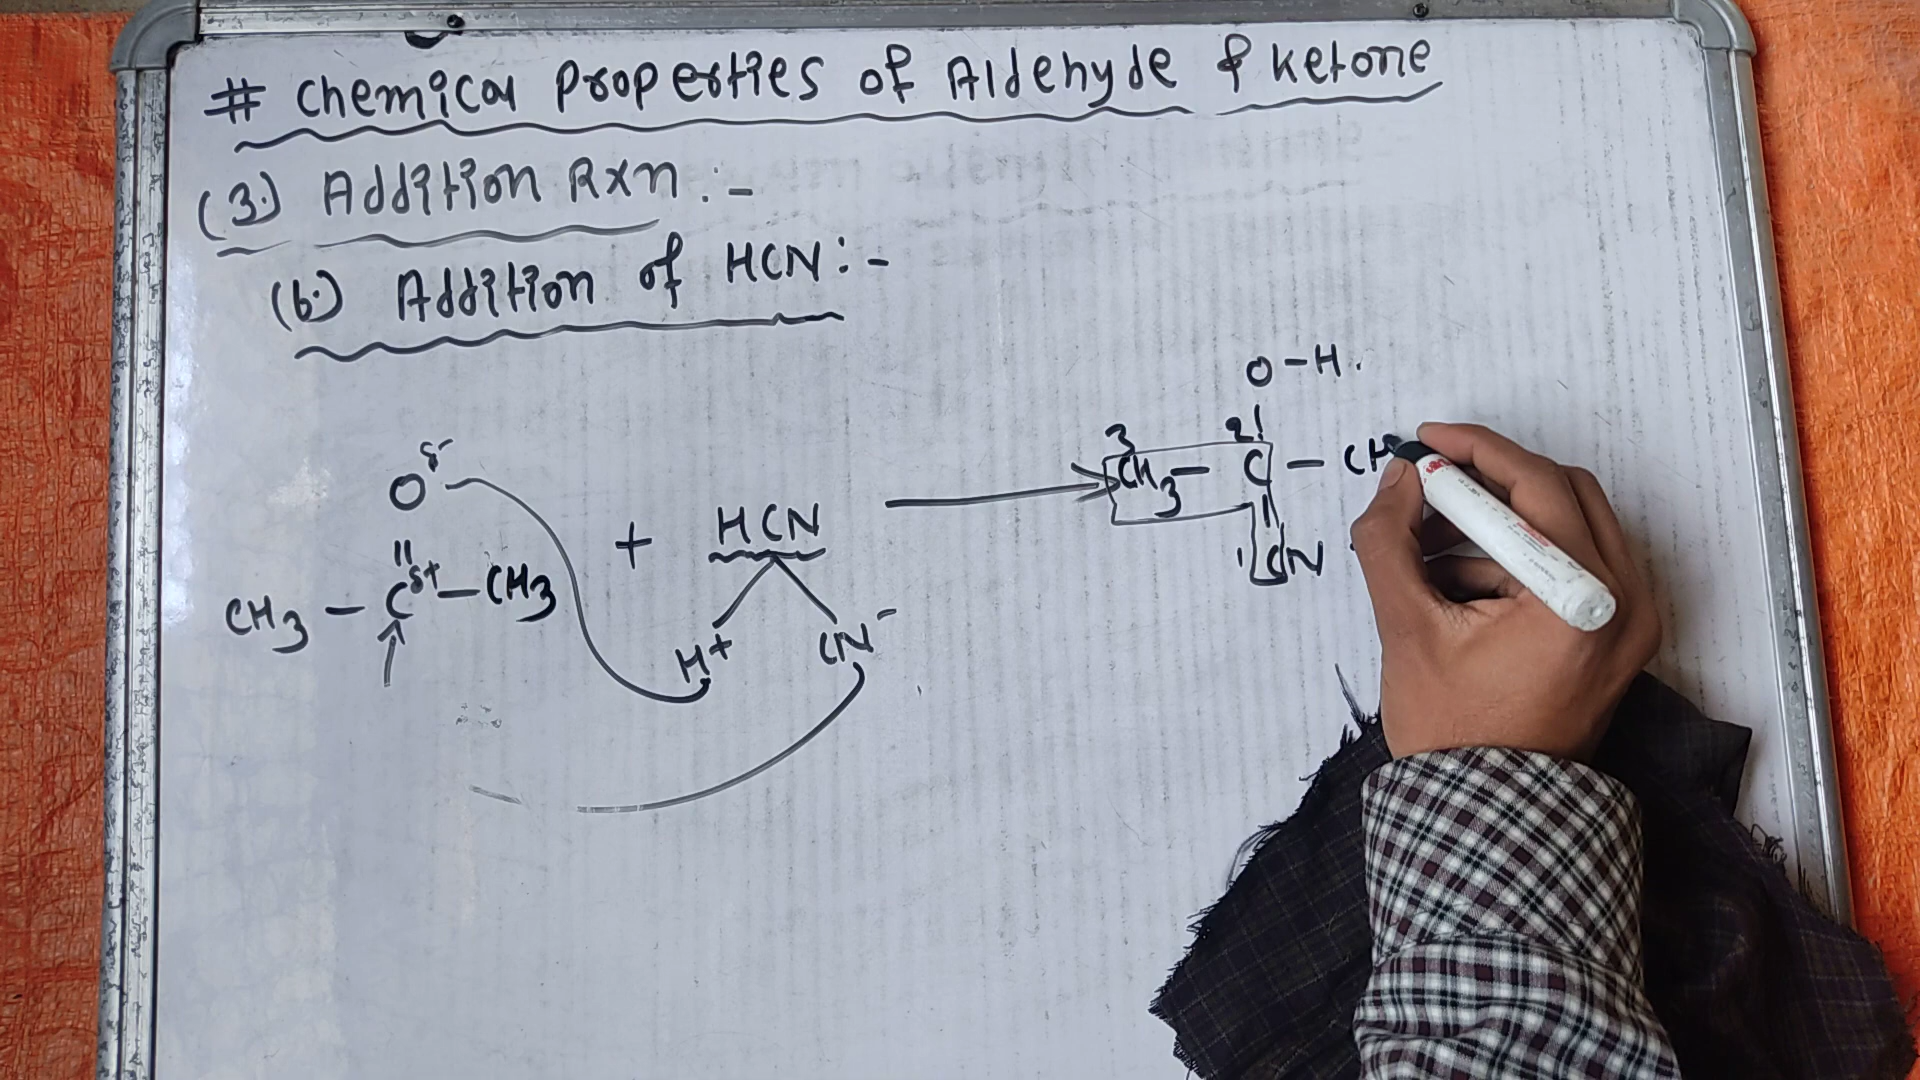 # Chemical Properties of Aldehyde & Ketone
(3.) Addition Rxn :-
(b.) Addition of HCN :-
O δ-
||
CH3 - C δ+ - CH3
+ HCN
H+ CN-
O - H.
3 2
CH3 - C - CH
1 CN